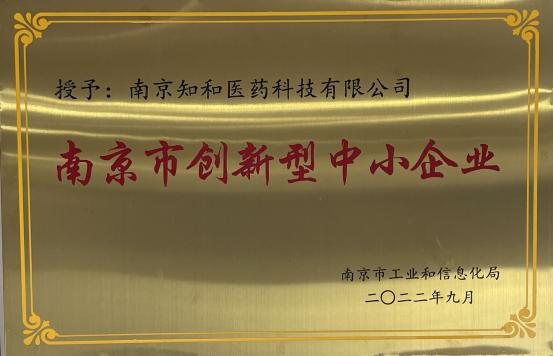 授予：南京知和医药科技有限公司
南京市创新型中小企业
南京市工业和信息化局
二〇二二年九月